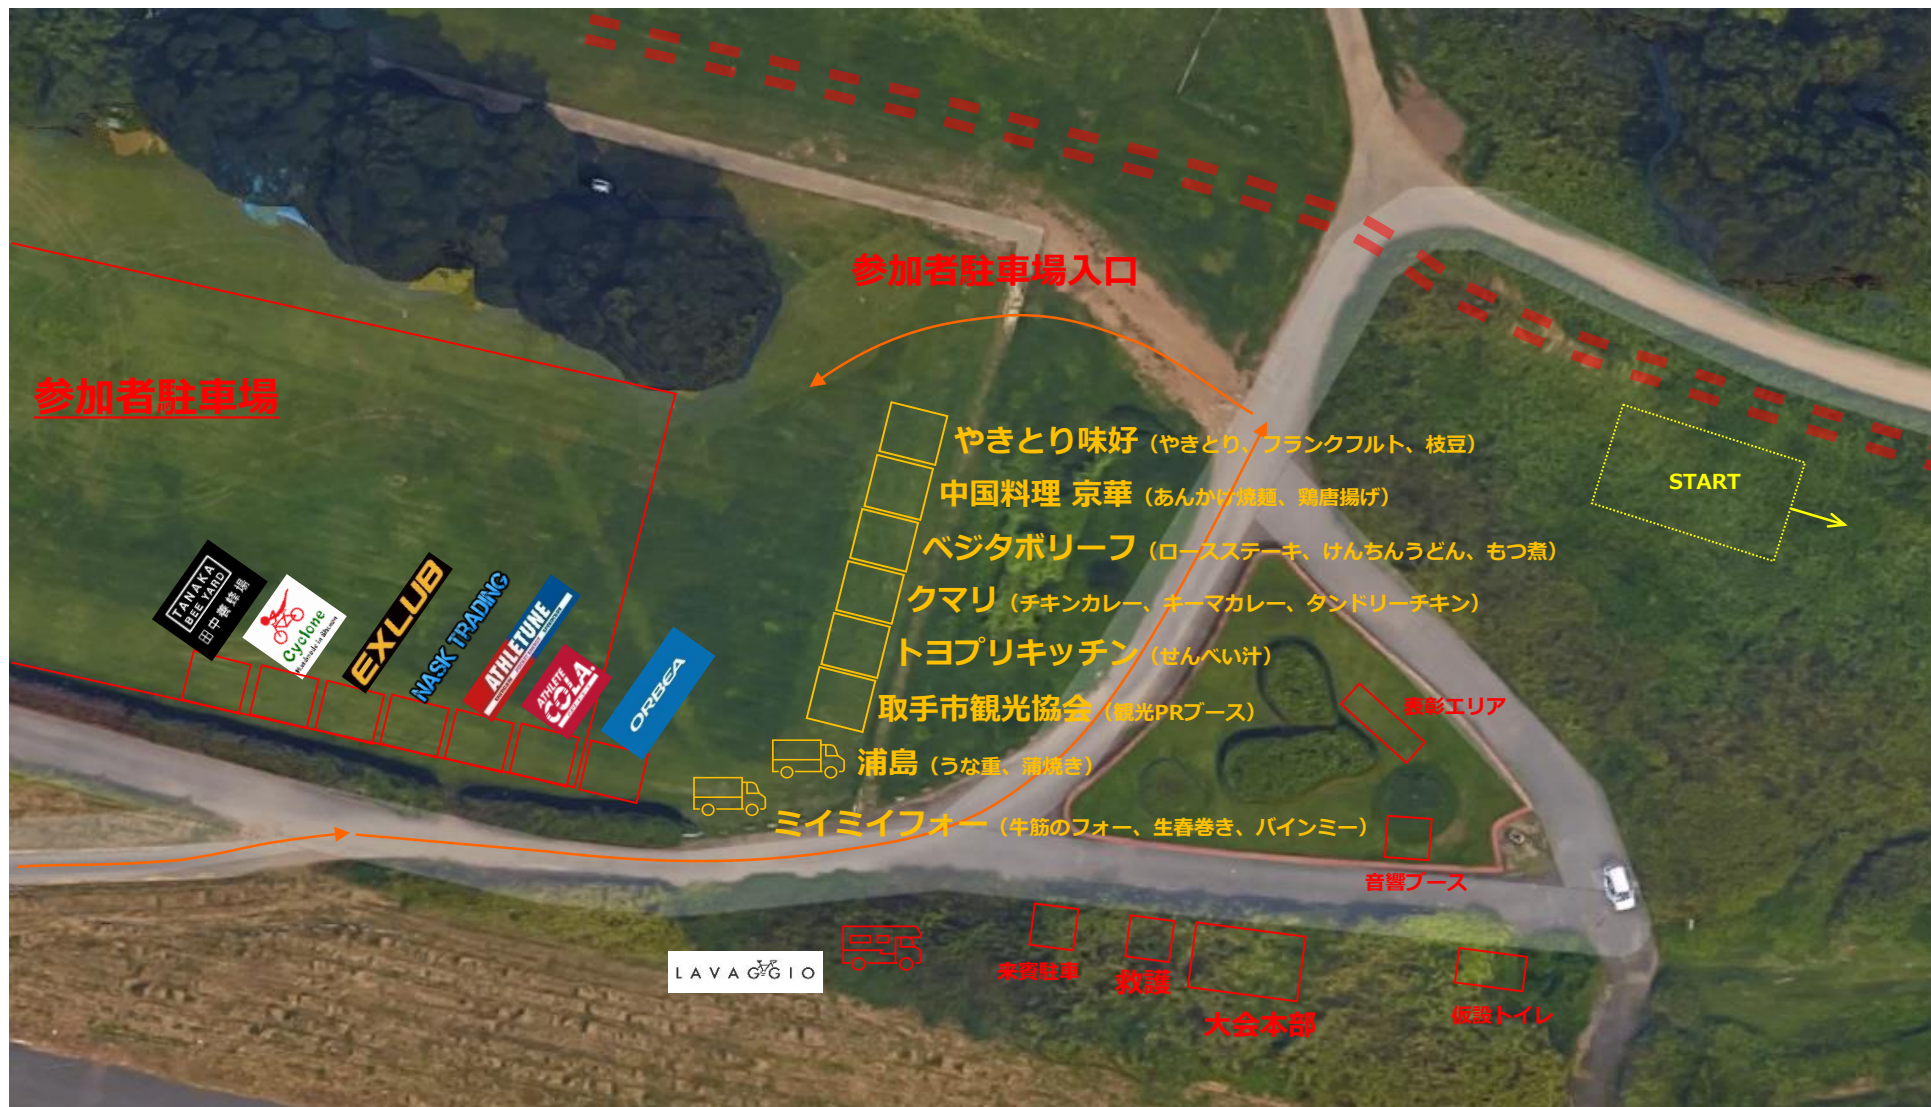 参加者駐車場入口
参加者駐車場
やきとり味好（やきとり、フランクフルト、枝豆）
中国料理 京華（あんかけ焼麺、鶏唐揚げ）
START
ベジタボリーフ（ロースステーキ、けんちんうどん、もつ煮）
クマリ（チキンカレー、キーマカレー、タンドリーチキン）
トヨプリキッチン（せんべい汁）
取手市観光協会（観光PRブース）
浦島（うな重、蒲焼き）
ミイミイフォー（牛筋のフォー、生春巻き、バインミー）
TANAKA
BEE YARD
田中養蜂場
Cyclone
EXLUB
NASK TRADING
ATHLETUNE
ATHLETE
COLA
ORBEA
表彰エリア
音響ブース
LAVAGGIO
来賓駐車
救護
大会本部
仮設トイレ